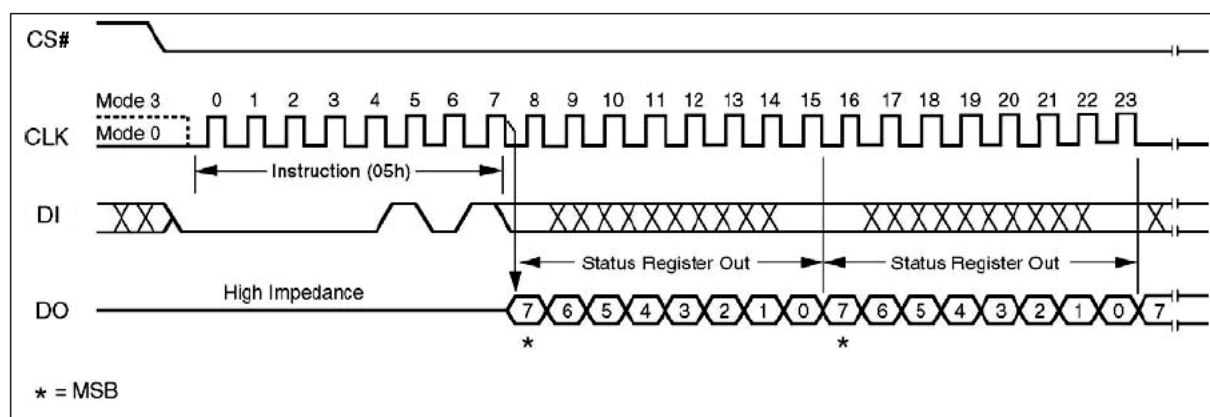 CS#
Mode 3 0 1 2 3 4 5 6 7 8 9 10 11 12 13 14 15 16 17 18 19 20 21 22 23
CLK Mode 0
Instruction (05h)
DI
Status Register Out Status Register Out
High Impedance
DO 7 6 5 4 3 2 1 0 7 6 5 4 3 2 1 0 7
* *
* = MSB